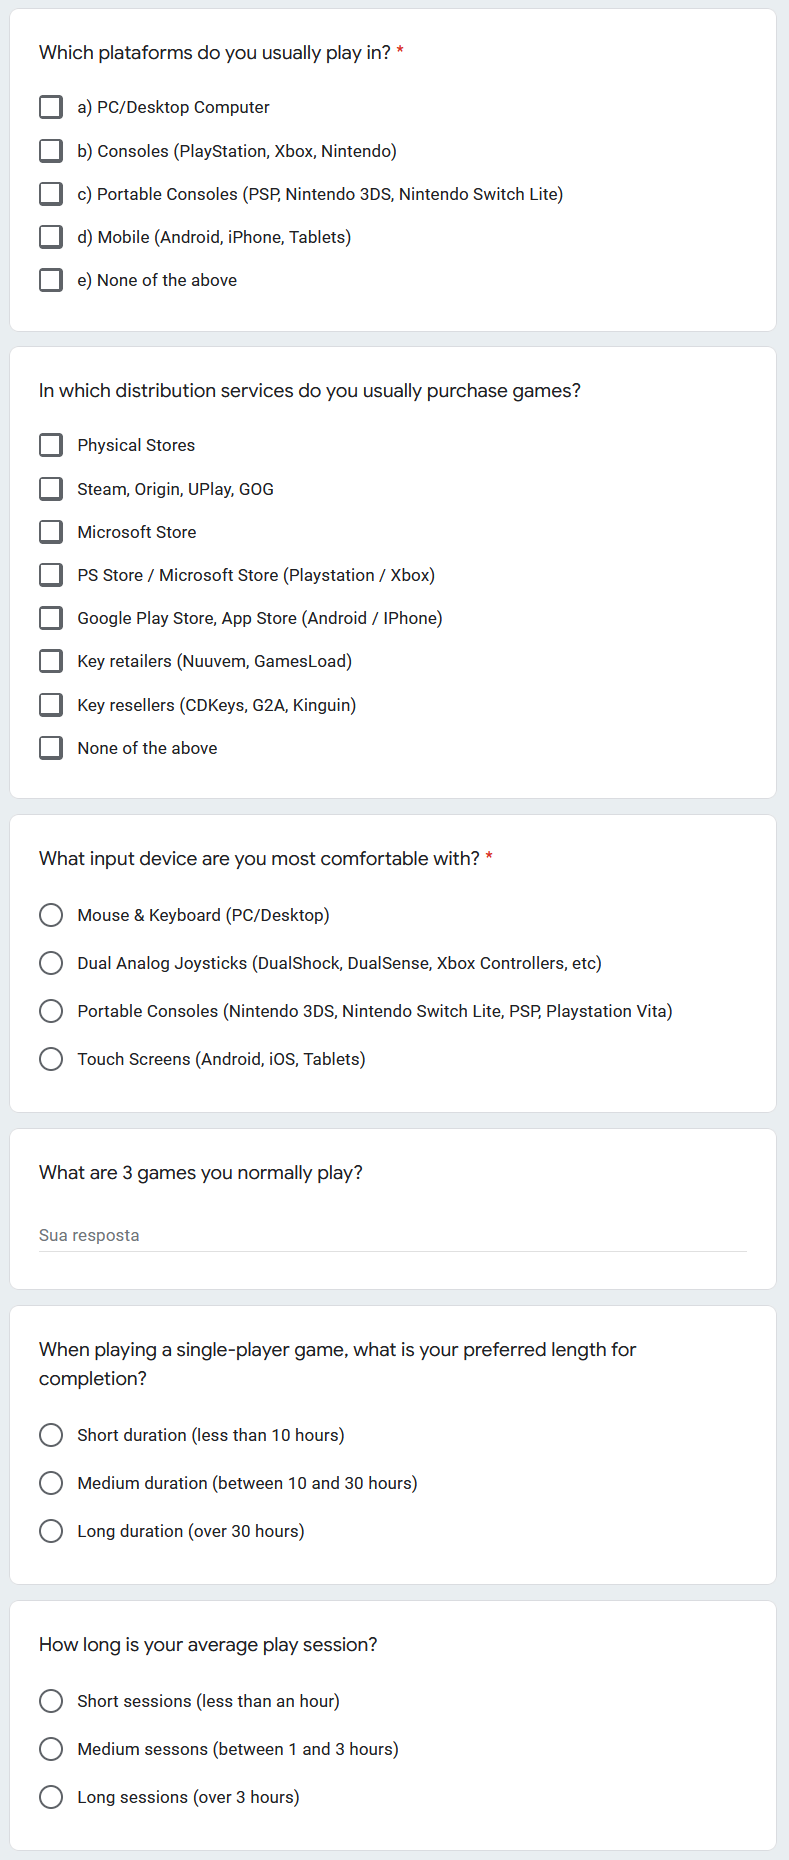 Which plataforms do you usually play in? *
a) PC/Desktop Computer
b) Consoles (PlayStation, Xbox, Nintendo)
c) Portable Consoles (PSP, Nintendo 3DS, Nintendo Switch Lite)
d) Mobile (Android, iPhone, Tablets)
e) None of the above
In which distribution services do you usually purchase games?
Physical Stores
Steam, Origin, UPlay, GOG
Microsoft Store
PS Store / Microsoft Store (Playstation / Xbox)
Google Play Store, App Store (Android / IPhone)
Key retailers (Nuuvem, GamesLoad)
Key resellers (CDKeys, G2A, Kinguin)
None of the above
What input device are you most comfortable with? *
Mouse & Keyboard (PC/Desktop)
Dual Analog Joysticks (DualShock, DualSense, Xbox Controllers, etc)
Portable Consoles (Nintendo 3DS, Nintendo Switch Lite, PSP, Playstation Vita)
Touch Screens (Android, iOS, Tablets)
What are 3 games you normally play?
Sua resposta
When playing a single-player game, what is your preferred length for
completion?
Short duration (less than 10 hours)
Medium duration (between 10 and 30 hours)
Long duration (over 30 hours)
How long is your average play session?
Short sessions (less than an hour)
Medium sessons (between 1 and 3 hours)
Long sessions (over 3 hours)